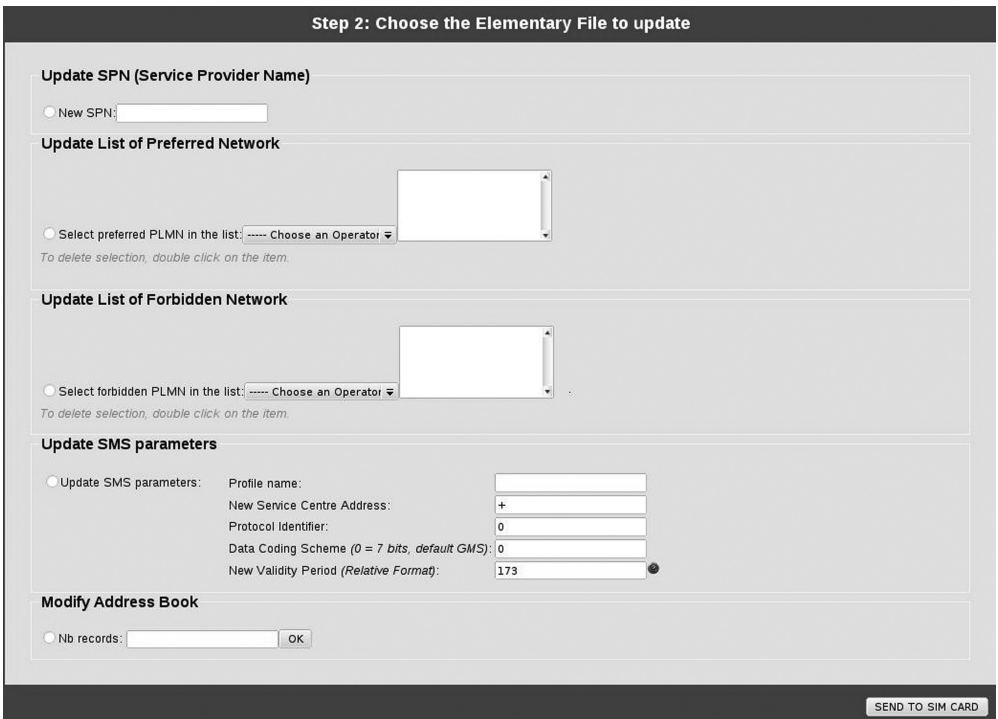 Step 2: Choose the Elementary File to update
Update SPN (Service Provider Name)
New SPN:
Update List of Preferred Network
Select preferred PLMN in the list: ----- Choose an Operator
To delete selection, double click on the item.
Update List of Forbidden Network
Select forbidden PLMN in the list: ----- Choose an Operator
.
To delete selection, double click on the item.
Update SMS parameters
Update SMS parameters: Profile name:
New Service Centre Address: +
Protocol Identifier: 0
Data Coding Scheme (0 = 7 bits, default GMS): 0
New Validity Period (Relative Format): 173
Modify Address Book
Nb records: OK
SEND TO SIM CARD